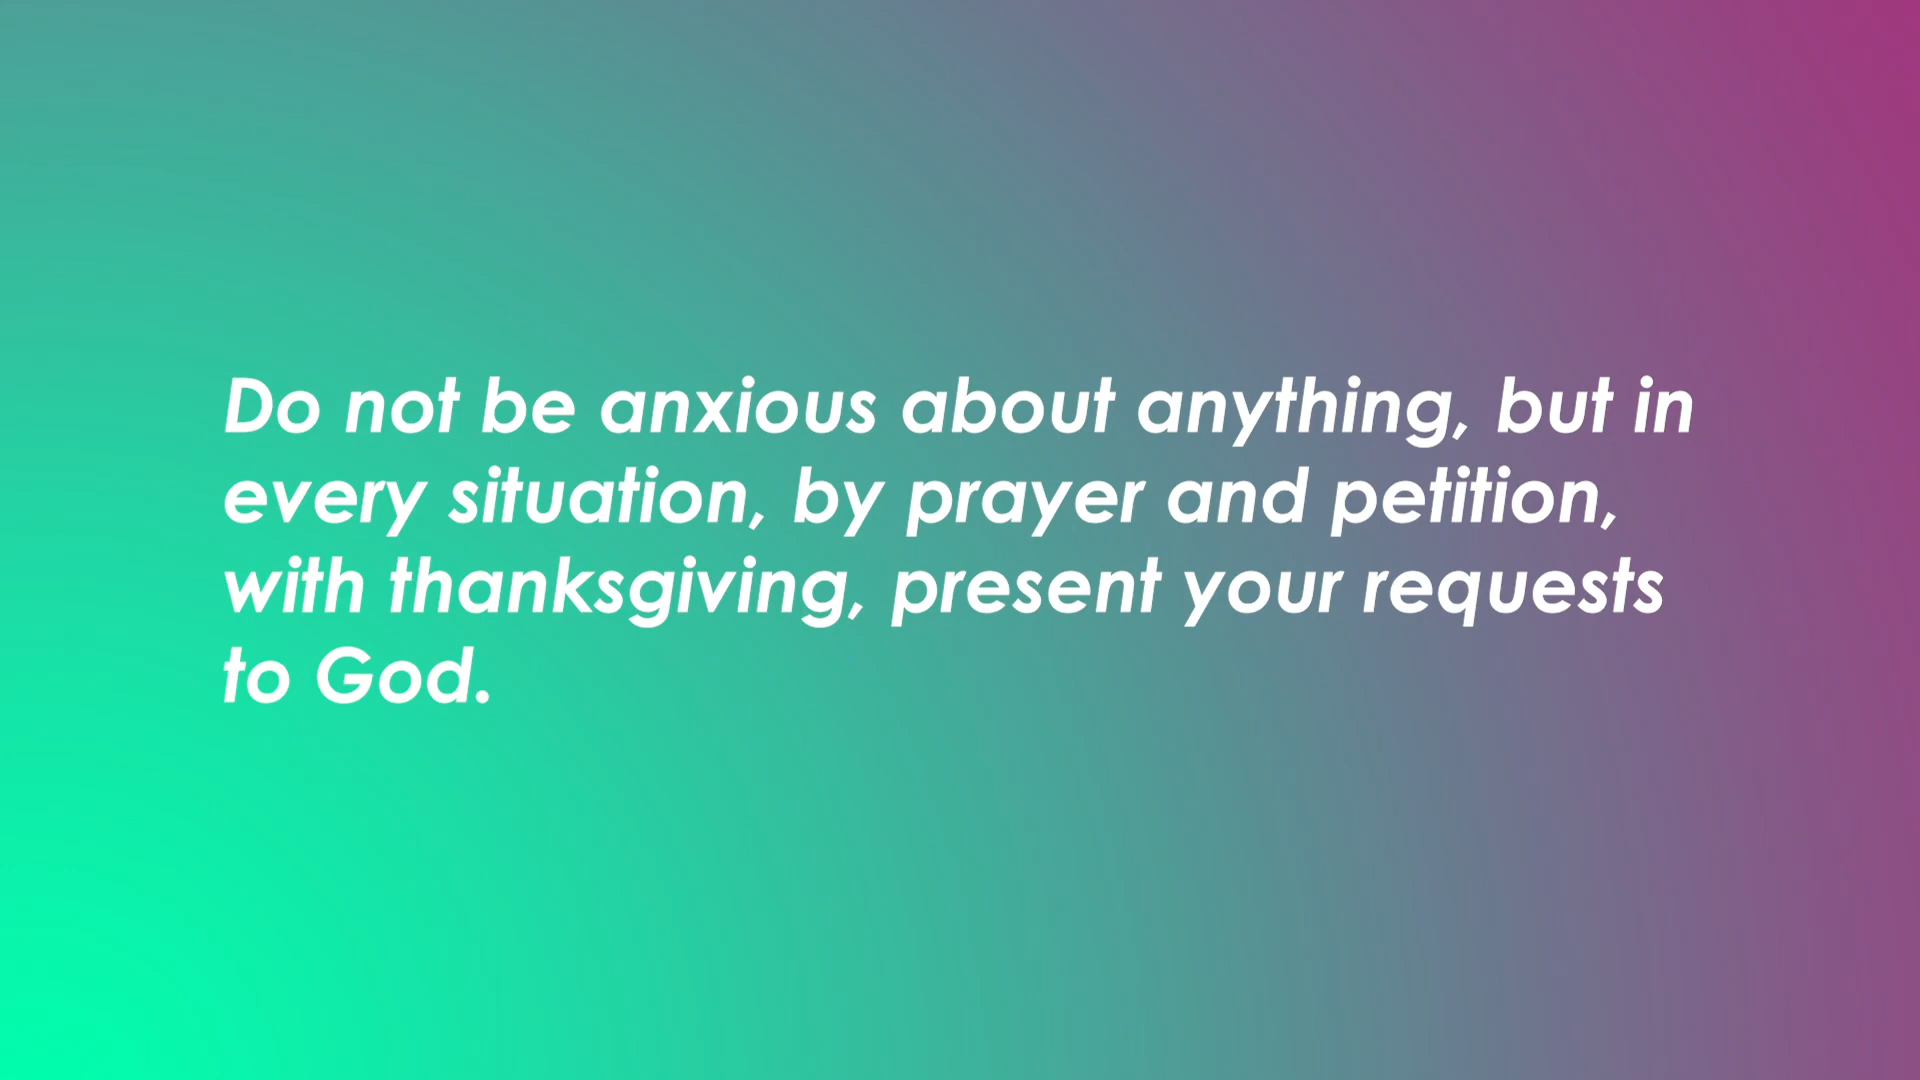 Do not be anxious about anything, but in
every situation, by prayer and petition,
with thanksgiving, present your requests
to God.